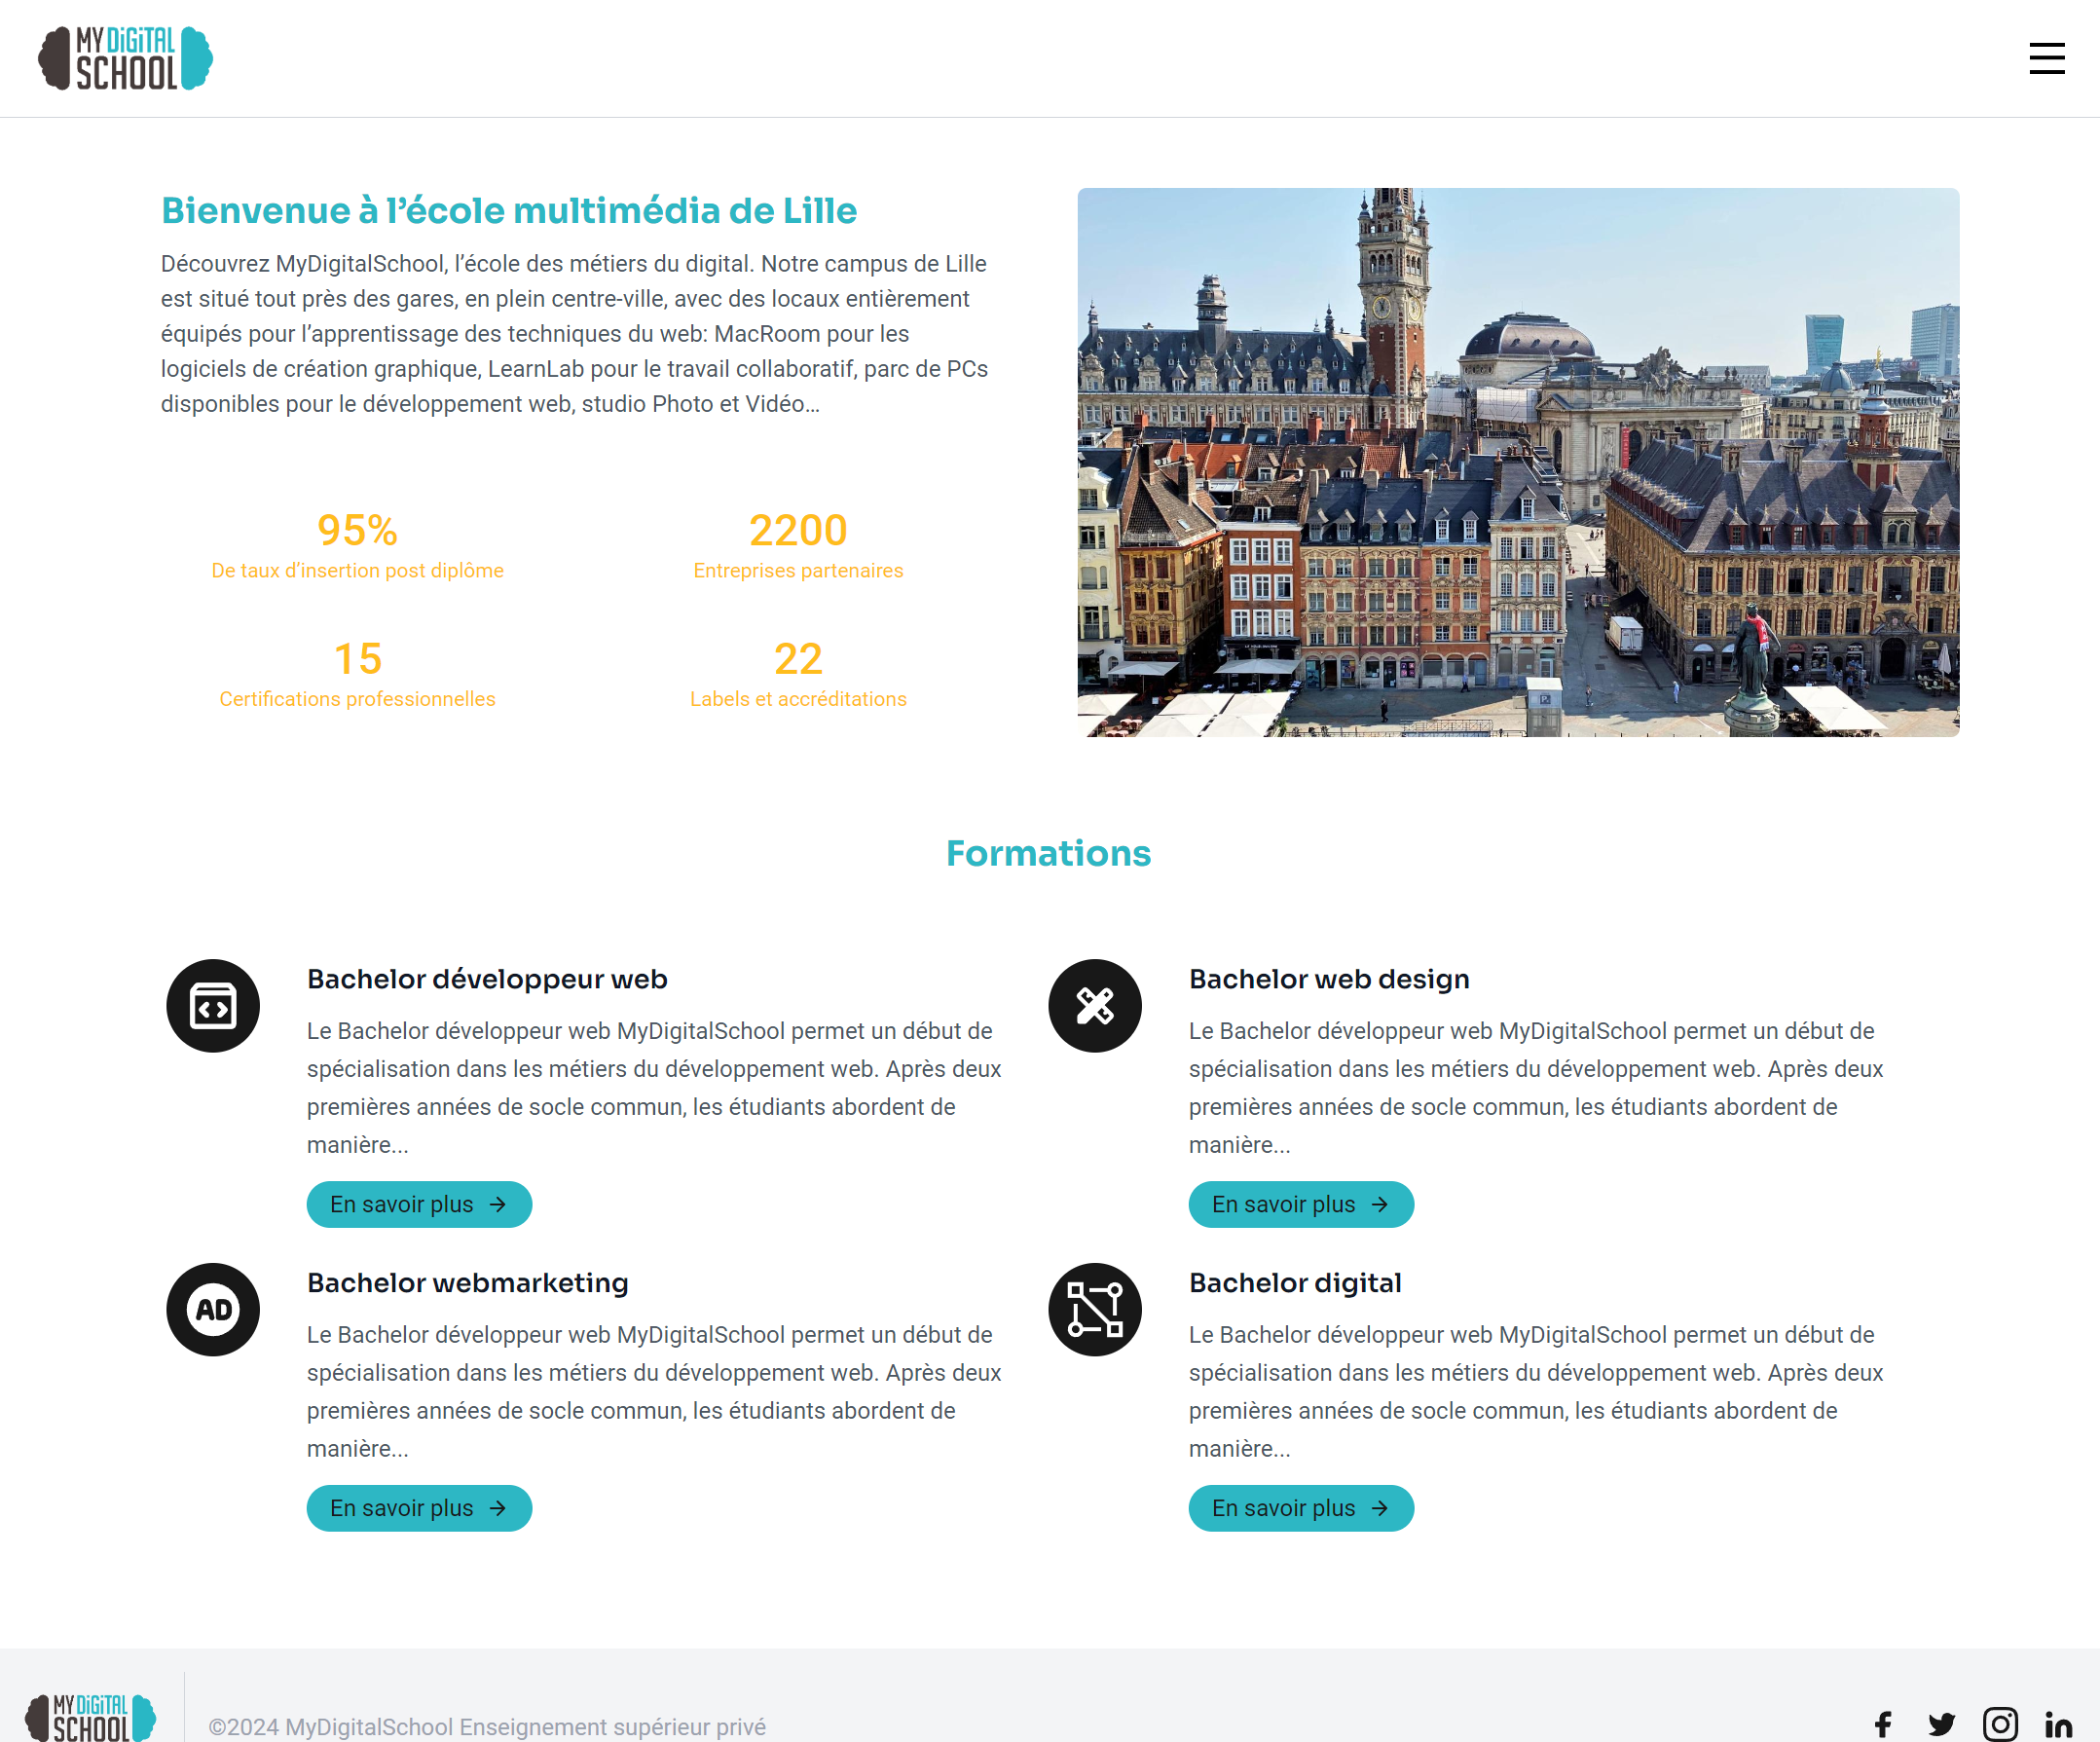 MY DiGiTAL
SCHOOL
Bienvenue à l’école multimédia de Lille
Découvrez MyDigitalSchool, l’école des métiers du digital. Notre campus de Lille
est situé tout près des gares, en plein centre-ville, avec des locaux entièrement
équipés pour l’apprentissage des techniques du web: MacRoom pour les
logiciels de création graphique, LearnLab pour le travail collaboratif, parc de PCs
disponibles pour le développement web, studio Photo et Vidéo…
95%
De taux d’insertion post diplôme
2200
Entreprises partenaires
15
Certifications professionnelles
22
Labels et accréditations
Formations
Bachelor développeur web
Le Bachelor développeur web MyDigitalSchool permet un début de
spécialisation dans les métiers du développement web. Après deux
premières années de socle commun, les étudiants abordent de
manière...
En savoir plus →
Bachelor web design
Le Bachelor développeur web MyDigitalSchool permet un début de
spécialisation dans les métiers du développement web. Après deux
premières années de socle commun, les étudiants abordent de
manière...
En savoir plus →
AD
Bachelor webmarketing
Le Bachelor développeur web MyDigitalSchool permet un début de
spécialisation dans les métiers du développement web. Après deux
premières années de socle commun, les étudiants abordent de
manière...
En savoir plus →
Bachelor digital
Le Bachelor développeur web MyDigitalSchool permet un début de
spécialisation dans les métiers du développement web. Après deux
premières années de socle commun, les étudiants abordent de
manière...
En savoir plus →
MY DiGiTAL
SCHOOL
©2024 MyDigitalSchool Enseignement supérieur privé